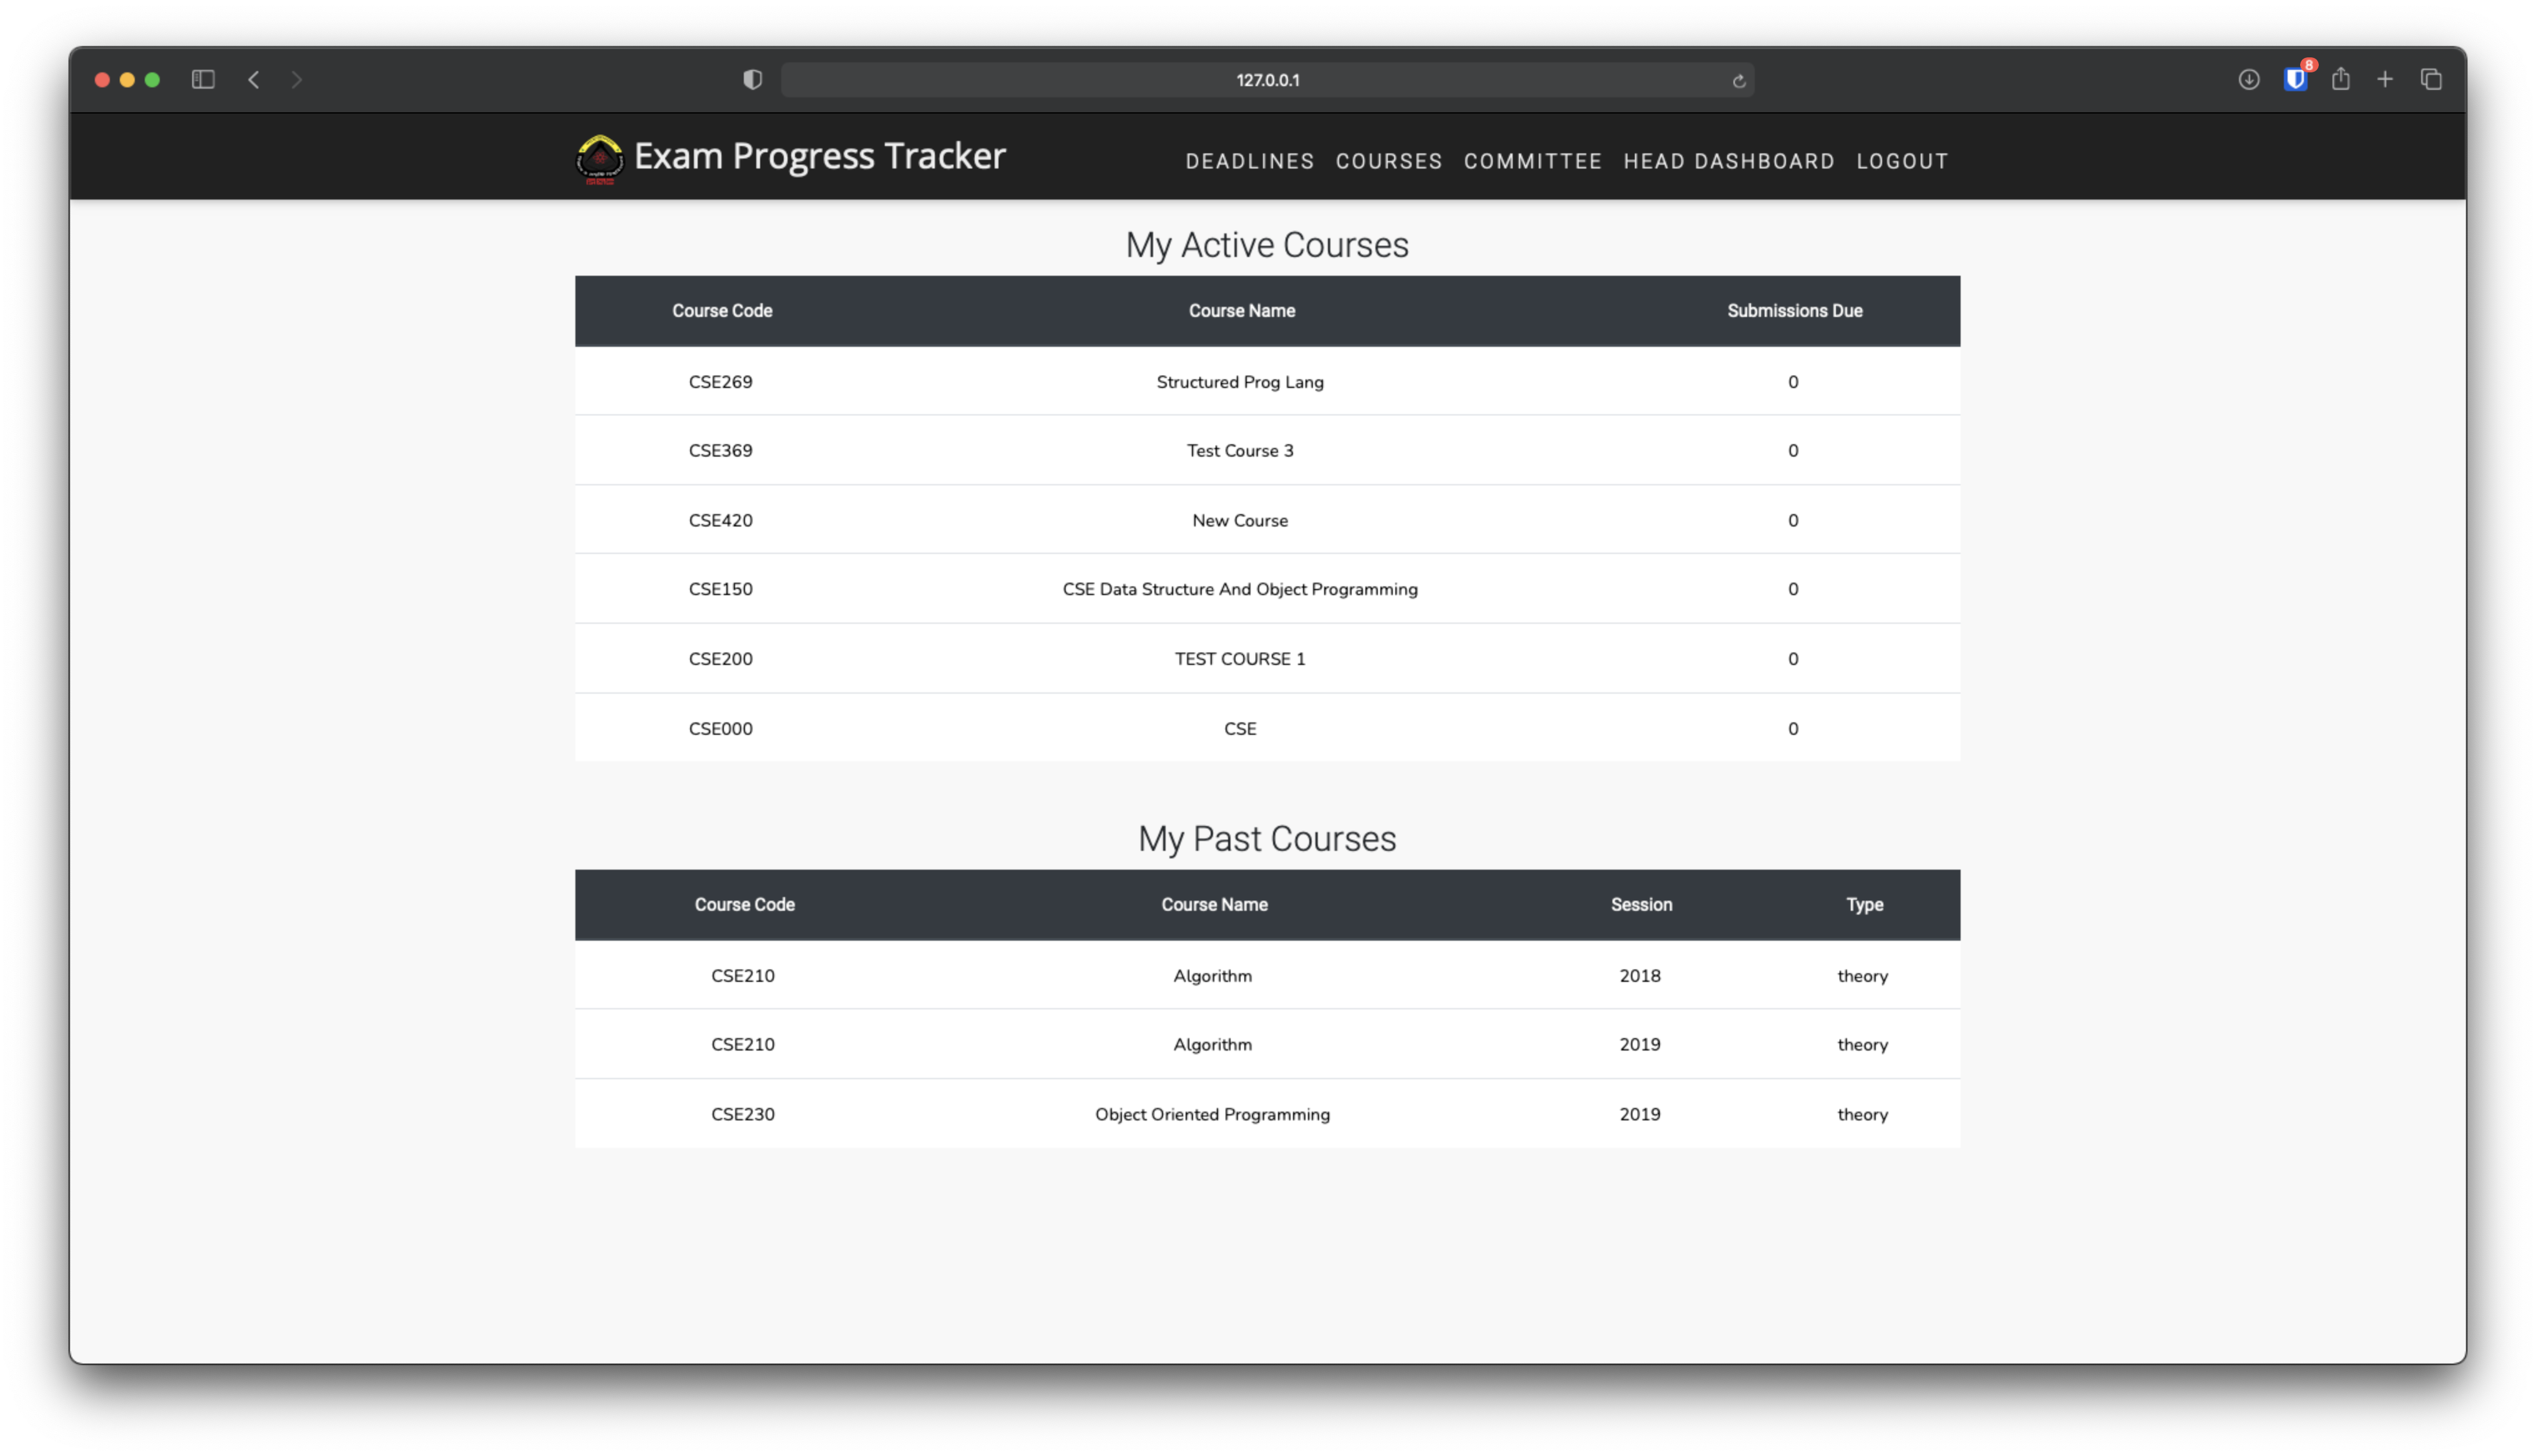 8
127.0.0.1
Exam Progress Tracker DEADLINES COURSES COMMITTEE HEAD DASHBOARD LOGOUT
My Active Courses
Course Code Course Name Submissions Due
CSE269 Structured Prog Lang 0
CSE369 Test Course 3 0
CSE420 New Course 0
CSE150 CSE Data Structure And Object Programming 0
CSE200 TEST COURSE 1 0
CSE000 CSE 0
My Past Courses
Course Code Course Name Session Type
CSE210 Algorithm 2018 theory
CSE210 Algorithm 2019 theory
CSE230 Object Oriented Programming 2019 theory